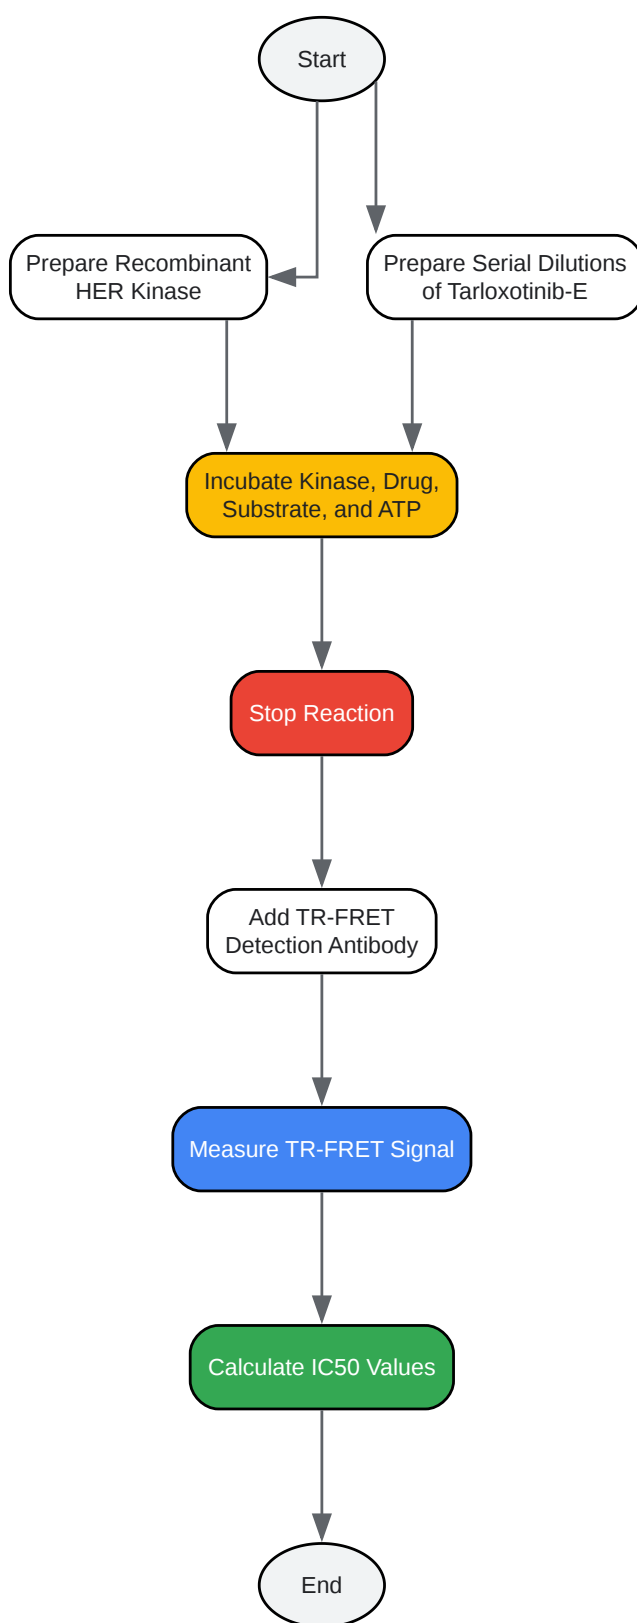 Start
Prepare Recombinant
HER Kinase
Prepare Serial Dilutions
of Tarloxotinib-E
Incubate Kinase, Drug,
Substrate, and ATP
Stop Reaction
Add TR-FRET
Detection Antibody
Measure TR-FRET Signal
Calculate IC50 Values
End